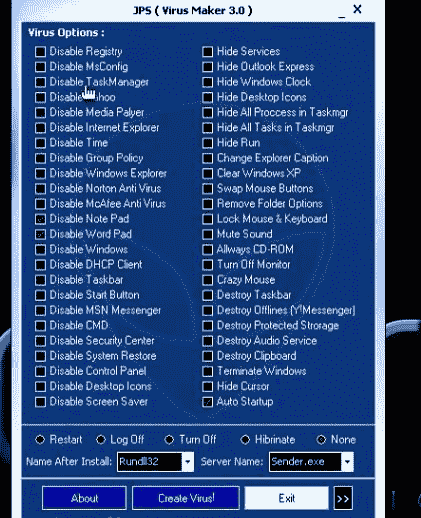 JPS ( Virus Maker 3.0 )
Virus Options :
Disable Registry
Disable MsConfig
Disable TaskManager
Disable Yahoo
Disable Media Palyer
Disable Internet Explorer
Disable Time
Disable Group Policy
Disable Windows Explorer
Disable Norton Anti Virus
Disable McAfee Anti Virus
Disable Note Pad
Disable Word Pad
Disable Windows
Disable DHCP Client
Disable Taskbar
Disable Start Button
Disable MSN Messenger
Disable CMD
Disable Security Center
Disable System Restore
Disable Control Panel
Disable Desktop Icons
Disable Screen Saver
Hide Services
Hide Outlook Express
Hide Windows Clock
Hide Desktop Icons
Hide All Proccess in Taskmgr
Hide All Tasks in Taskmgr
Hide Run
Change Explorer Caption
Clear Windows XP
Swap Mouse Buttons
Remove Folder Options
Lock Mouse & Keyboard
Mute Sound
Allways CD-ROM
Turn Off Monitor
Crazy Mouse
Destroy Taskbar
Destroy Offlines (Y!Messenger)
Destroy Protected Strorage
Destroy Audio Service
Destroy Clipboard
Terminate Windows
Hide Cursor
Auto Startup
Restart Log Off Turn Off Hibrinate None
Name After Install: Rundll32 Server Name: Sender.exe
About Create Virus! Exit >>